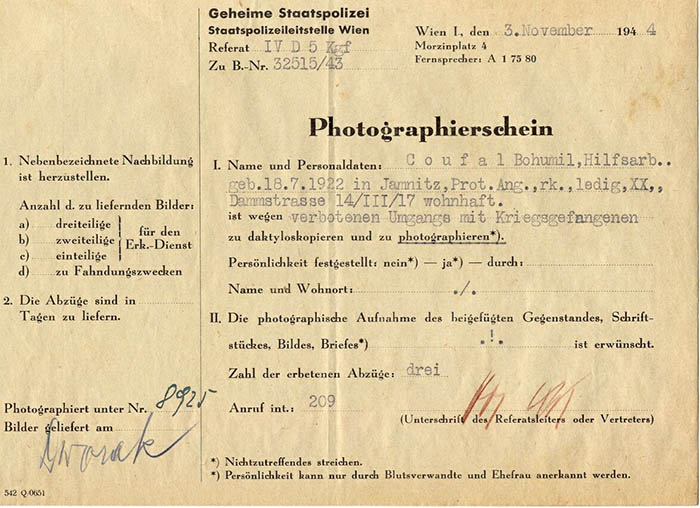 Geheime Staatspolizei
Staatspolizeileitstelle Wien
Referat IV D 5 Kgf
Zu B.-Nr. 32515/43
Wien I., den 3.November 1944
Morzinplatz 4
Fernsprecher: A 1 75 80
Photographierschein
1. Nebenbezeichnete Nachbildung
ist herzustellen.
Anzahl d. zu liefernden Bilder:
a) dreiteilige
b) zweiteilige
c) einteilige
für den
Erk.-Dienst
d) zu Fahndungszwecken
2. Die Abzüge sind in
Tagen zu liefern.
Photographiert unter Nr. 8925
Bilder geliefert am
Dworak
542 Q/0651
I. Name und Personaldaten: C o u f a l Bohumil,Hilfsarb..
geb.18.7.1922 in Jamnitz,Prot.Ang.,rk.,ledig,XX,,
Dammstrasse 14/III/17 wohnhaft.
ist wegen verbotenen Umgangs mit Kriegsgefangenen
zu daktyloskopieren und zu photographieren*).
Persönlichkeit festgestellt: nein*) — ja*) — durch:
Name und Wohnort: ./.
II. Die photographische Aufnahme des beigefügten Gegenstandes, Schrift-
stückes, Bildes, Briefes*) .!. ist erwünscht.
Zahl der erbetenen Abzüge: drei
Anruf int.: 209
(Unterschrift des Referatsleiters oder Vertreters)
*) Nichtzutreffendes streichen.
*) Persönlichkeit kann nur durch Blutsverwandte und Ehefrau anerkannt werden.